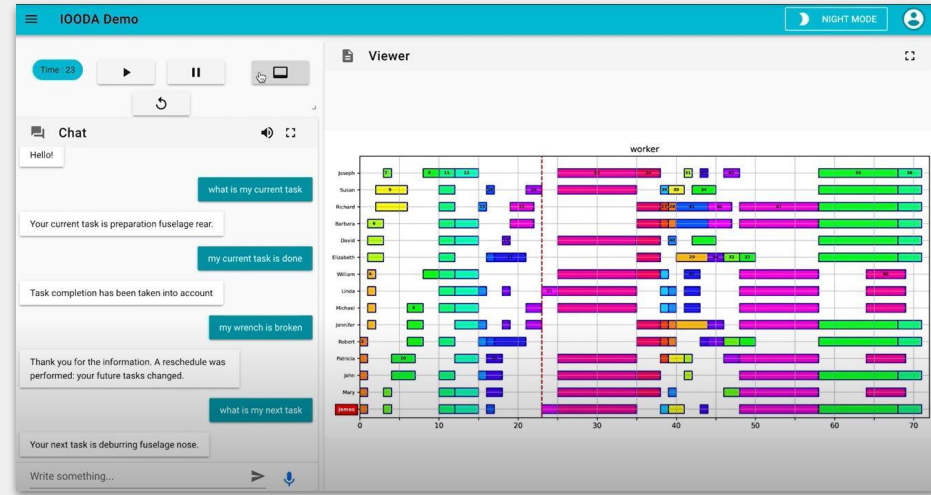 IOODA Demo
NIGHT MODE
Time : 23
Chat
Hello!
what is my current task
Your current task is preparation fuselage rear.
my current task is done
Task completion has been taken into account
my wrench is broken
Thank you for the information. A reschedule was
performed: your future tasks changed.
what is my next task
Your next task is deburring fuselage nose.
Write something...
Viewer
worker
Joseph
Susan
Richard
Barbara
David
Elizabeth
William
Linda
Michael
Jennifer
Robert
Patricia
John
Mary
James
0 10 20 30 40 50 60 70